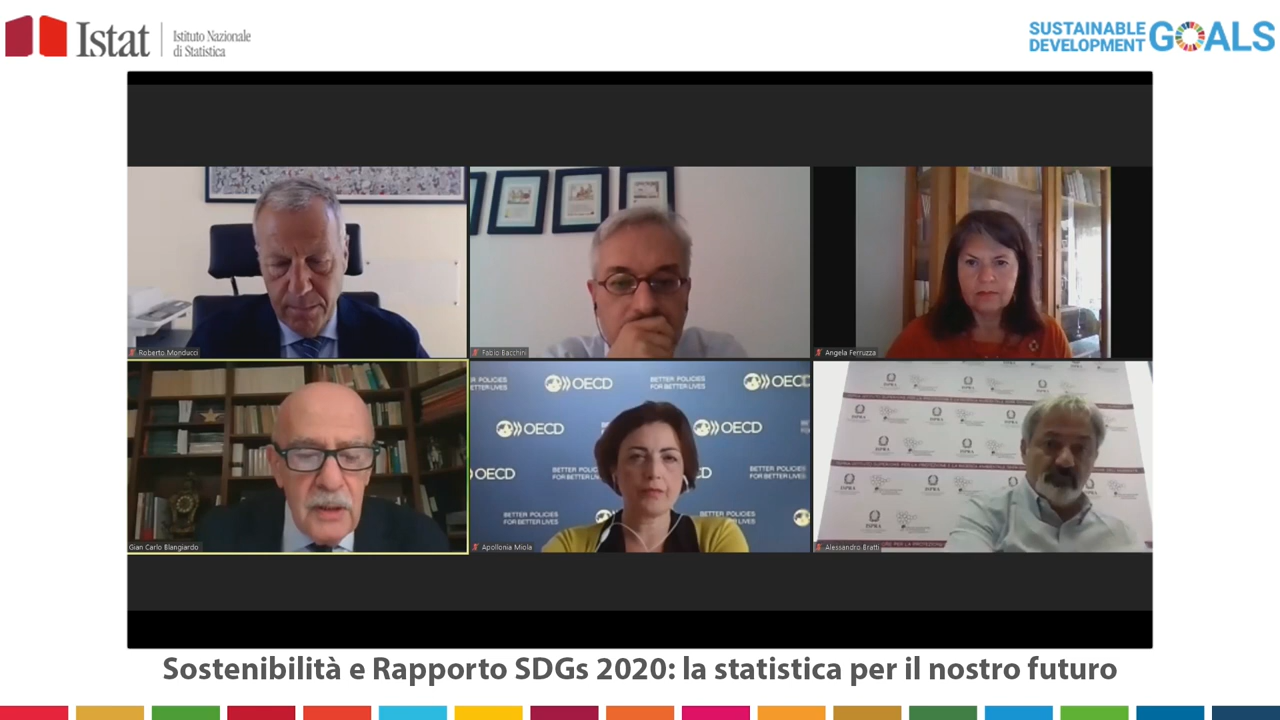 Istat
Istituto Nazionale
di Statistica
SUSTAINABLE
DEVELOPMENT
GOALS
Roberto Monducci
Fabio Bacchini
Angela Ferruzza
BETTER POLICIES
FOR BETTER LIVES
OECD
Gian Carlo Blangiardo
Apollonia Miola
ISPRA
Alessandro Bratti
Sostenibilità e Rapporto SDGs 2020: la statistica per il nostro futuro